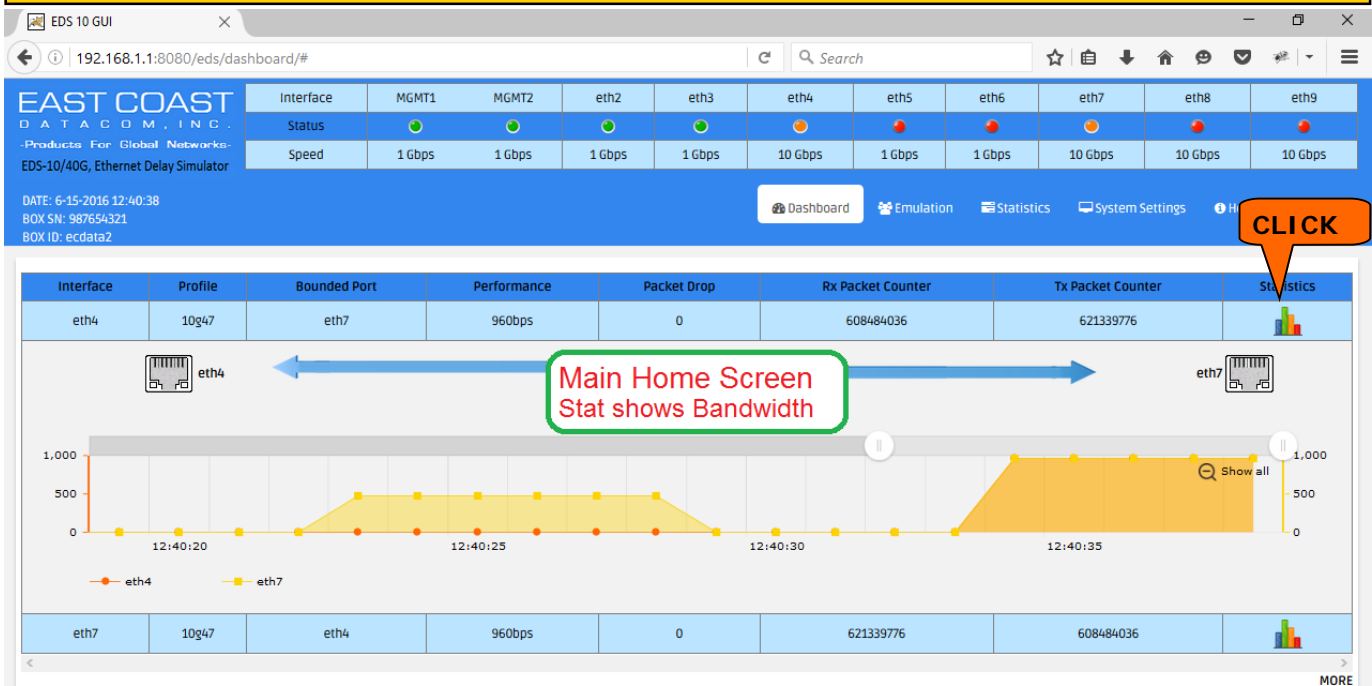 EDS 10 GUI
192.168.1.1:8080/eds/dashboard/#
Search
EAST COAST
DATACOM, INC.
-Products For Global Networks-
EDS-10/40G, Ethernet Delay Simulator
Interface MGMT1 MGMT2 eth2 eth3 eth4 eth5 eth6 eth7 eth8 eth9
Status
Speed 1 Gbps 1 Gbps 1 Gbps 1 Gbps 10 Gbps 1 Gbps 1 Gbps 10 Gbps 10 Gbps 10 Gbps
DATE: 6-15-2016 12:40:38
BOX SN: 987654321
BOX ID: ecdata2
Dashboard Emulation Statistics System Settings
CLICK
Interface Profile Bounded Port Performance Packet Drop Rx Packet Counter Tx Packet Counter Statistics
eth4 10g47 eth7 960bps 0 608484036 621339776
eth4 eth7
Main Home Screen
Stat shows Bandwidth
1,000 1,000
Show all
500 500
0 0
12:40:20 12:40:25 12:40:30 12:40:35
eth4 eth7
eth7 10g47 eth4 960bps 0 621339776 608484036
MORE